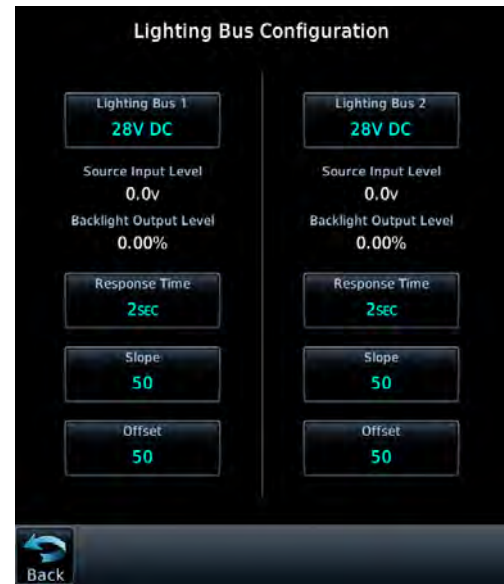 Lighting Bus Configuration
Lighting Bus 1
28V DC
Source Input Level
0.0V
Backlight Output Level
0.00%
Response Time
2SEC
Slope
50
Offset
50
Lighting Bus 2
28V DC
Source Input Level
0.0V
Backlight Output Level
0.00%
Response Time
2SEC
Slope
50
Offset
50
Back